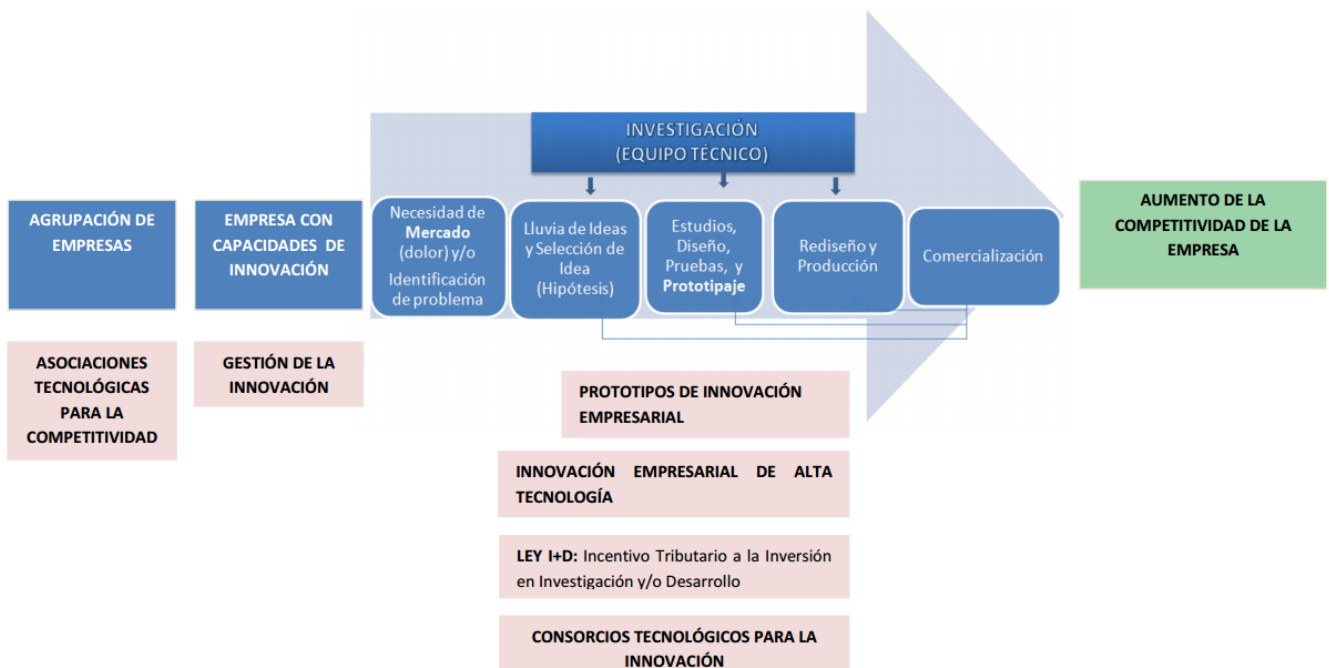 INVESTIGACIÓN
(EQUIPO TÉCNICO)
AGRUPACIÓN DE
EMPRESAS
EMPRESA CON
CAPACIDADES DE
INNOVACIÓN
Necesidad de
Mercado
(dolor) y/o
Identificación
de problema
Lluvia de Ideas
y Selección de
Idea
(Hipótesis)
Estudios,
Diseño,
Pruebas, y
Prototipaje
Rediseño y
Producción
Comercialización
AUMENTO DE LA
COMPETITIVIDAD DE LA
EMPRESA
ASOCIACIONES
TECNOLÓGICAS
PARA LA
COMPETITIVIDAD
GESTIÓN DE LA
INNOVACIÓN
PROTOTIPOS DE INNOVACIÓN
EMPRESARIAL
INNOVACIÓN EMPRESARIAL DE ALTA
TECNOLOGÍA
LEY I+D: Incentivo Tributario a la Inversión
en Investigación y/o Desarrollo
CONSORCIOS TECNOLÓGICOS PARA LA
INNOVACIÓN